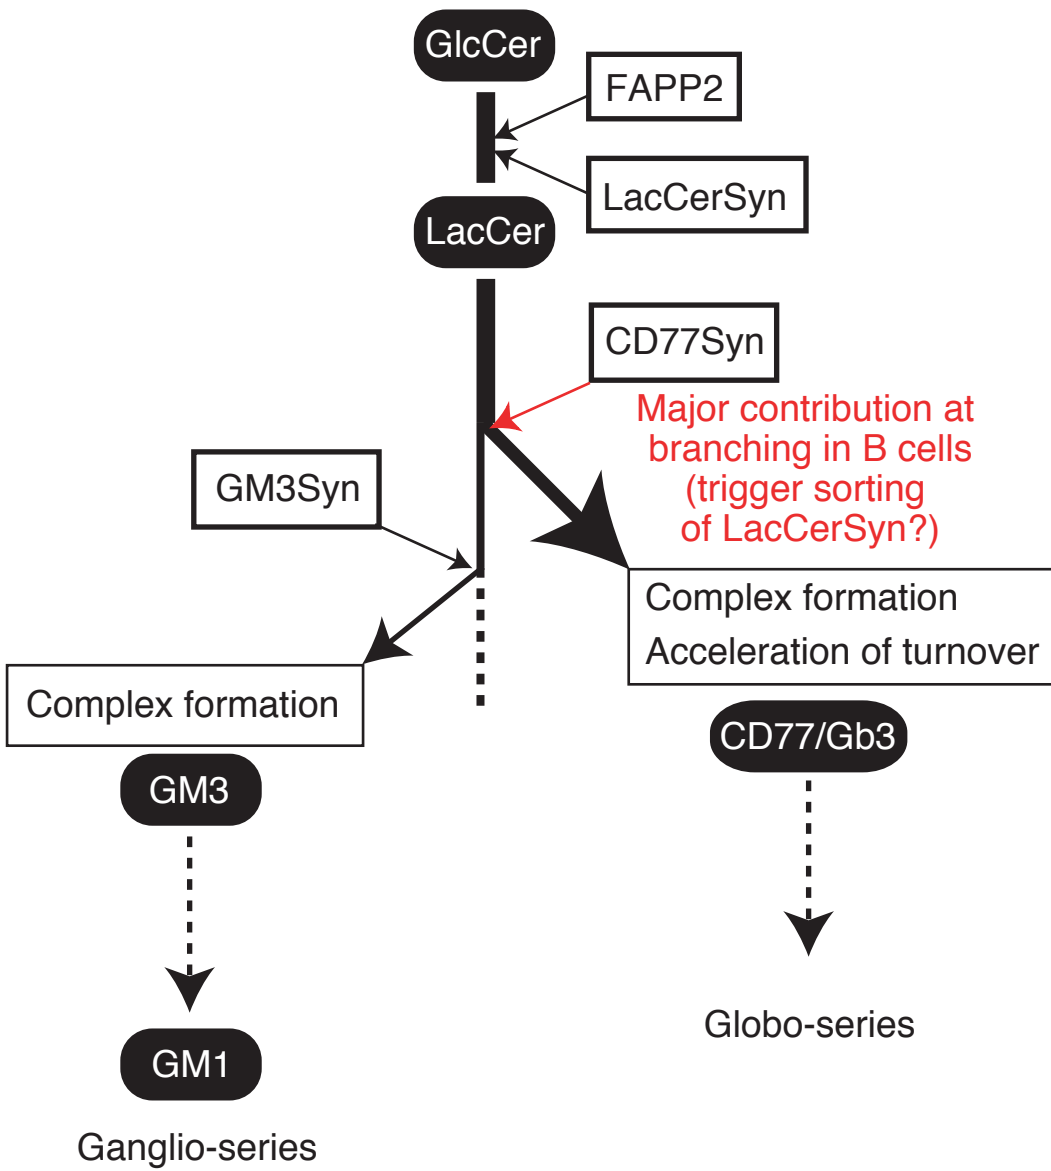 GlcCer
FAPP2
LacCerSyn
LacCer
CD77Syn
Major contribution at
branching in B cells
(trigger sorting
of LacCerSyn?)
GM3Syn
Complex formation
Acceleration of turnover
Complex formation
CD77/Gb3
GM3
Globo-series
GM1
Ganglio-series